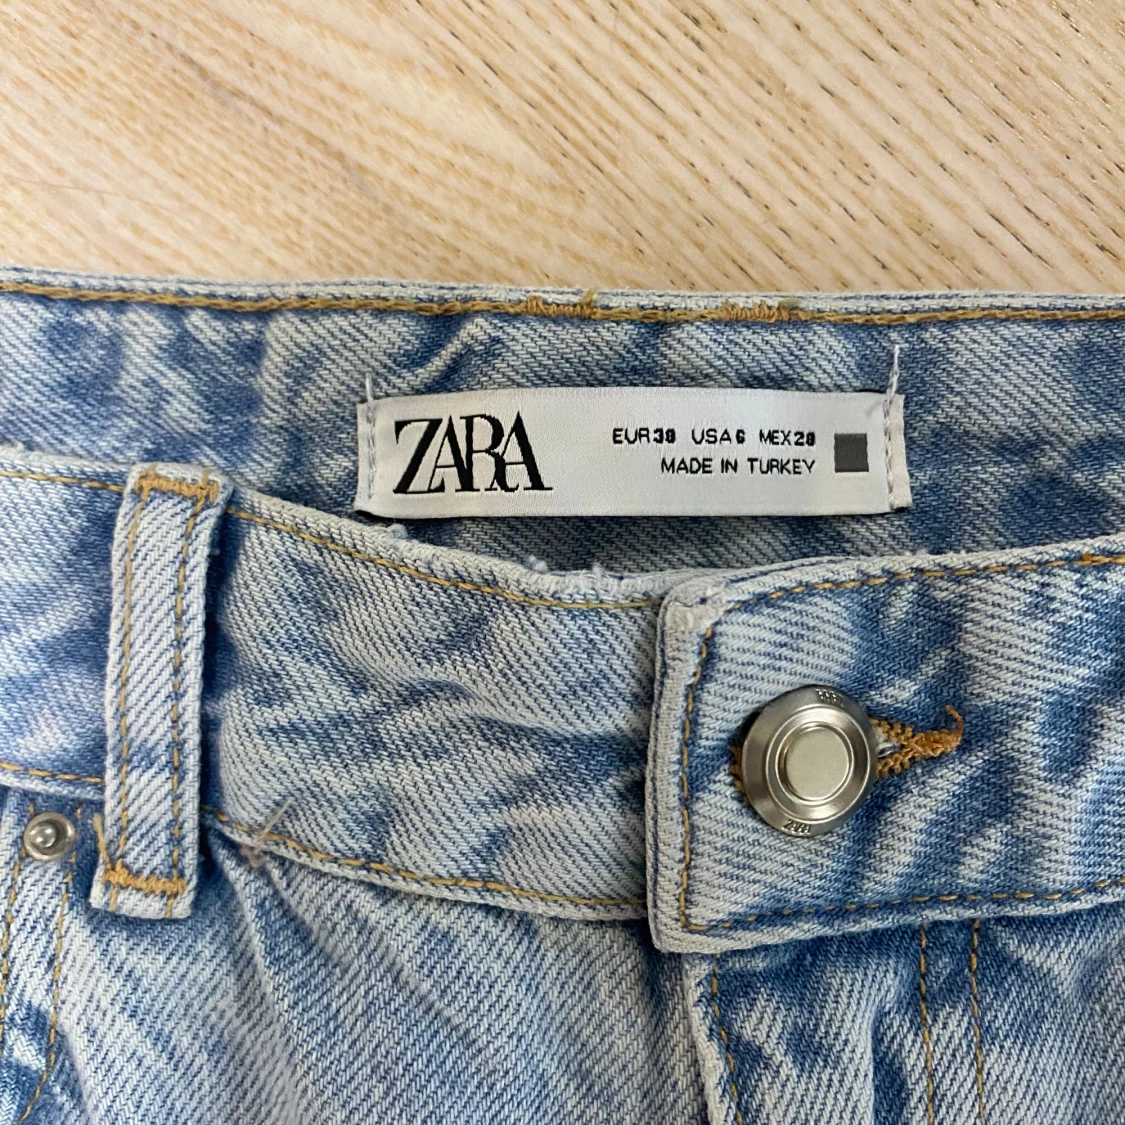 ZARA
EUR 38 USA 6 MEX 28
MADE IN TURKEY